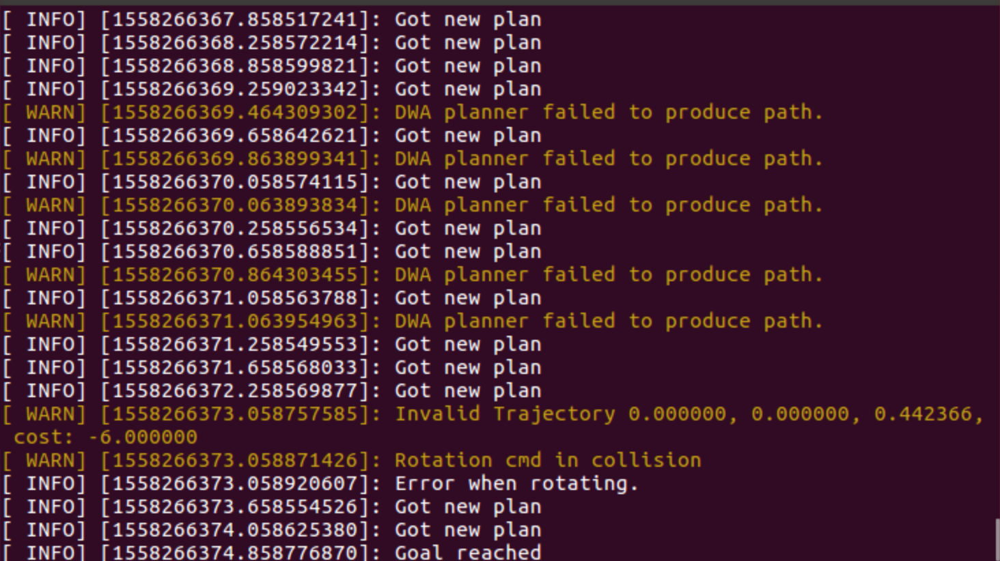 [ INFO] [1558266367.858517241]: Got new plan
[ INFO] [1558266368.258572214]: Got new plan
[ INFO] [1558266368.858599821]: Got new plan
[ INFO] [1558266369.259023342]: Got new plan
[ WARN] [1558266369.464309302]: DWA planner failed to produce path.
[ INFO] [1558266369.658642621]: Got new plan
[ WARN] [1558266369.863899341]: DWA planner failed to produce path.
[ INFO] [1558266370.058574115]: Got new plan
[ WARN] [1558266370.063893834]: DWA planner failed to produce path.
[ INFO] [1558266370.258556534]: Got new plan
[ INFO] [1558266370.658588851]: Got new plan
[ WARN] [1558266370.864303455]: DWA planner failed to produce path.
[ INFO] [1558266371.058563788]: Got new plan
[ WARN] [1558266371.063954963]: DWA planner failed to produce path.
[ INFO] [1558266371.258549553]: Got new plan
[ INFO] [1558266371.658568033]: Got new plan
[ INFO] [1558266372.258569877]: Got new plan
[ WARN] [1558266373.058757585]: Invalid Trajectory 0.000000, 0.000000, 0.442366,
 cost: -6.000000
[ WARN] [1558266373.058871426]: Rotation cmd in collision
[ INFO] [1558266373.058920607]: Error when rotating.
[ INFO] [1558266373.658554526]: Got new plan
[ INFO] [1558266374.058625380]: Got new plan
[ INFO] [1558266374.858776870]: Goal reached